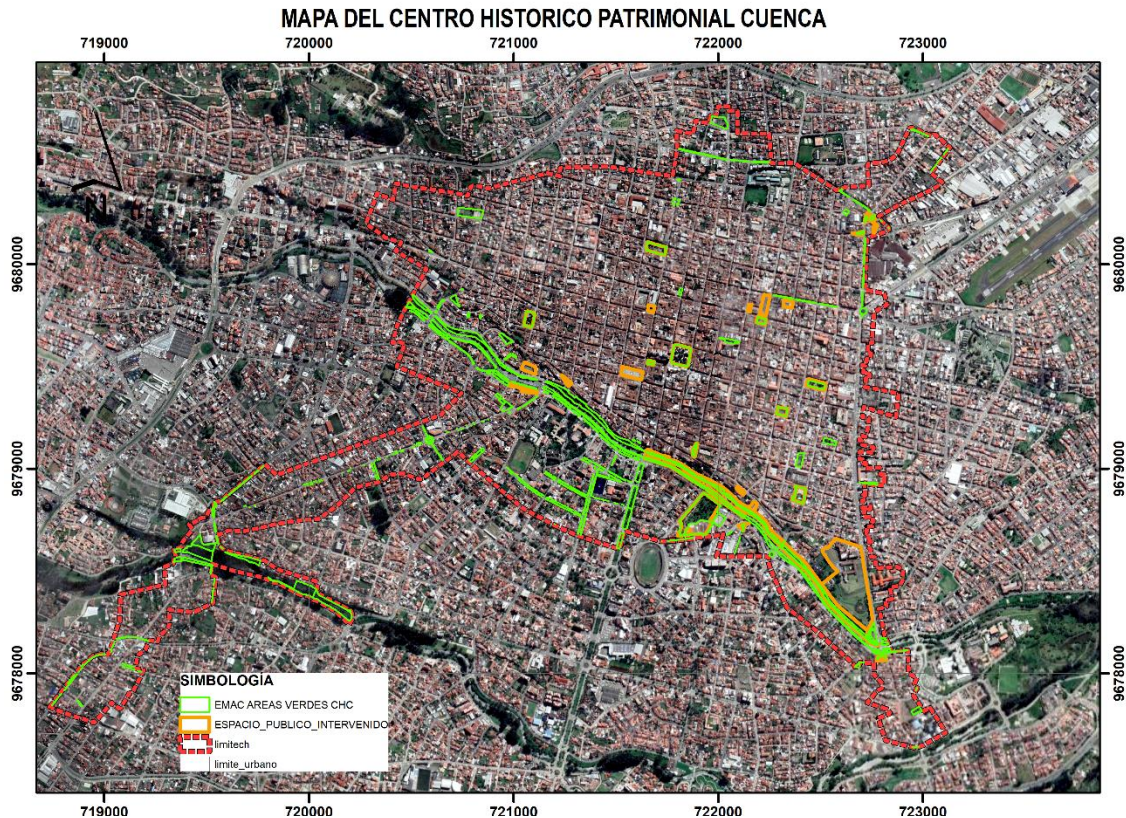 MAPA DEL CENTRO HISTORICO PATRIMONIAL CUENCA
719000 720000 721000 722000 723000
9680000 9680000
9679000 9679000
9678000 9678000
SIMBOLOGÍA
EMAC AREAS VERDES CHC
ESPACIO_PUBLICO_INTERVENIDO
limitech
limite_urbano
719000 720000 721000 722000 723000